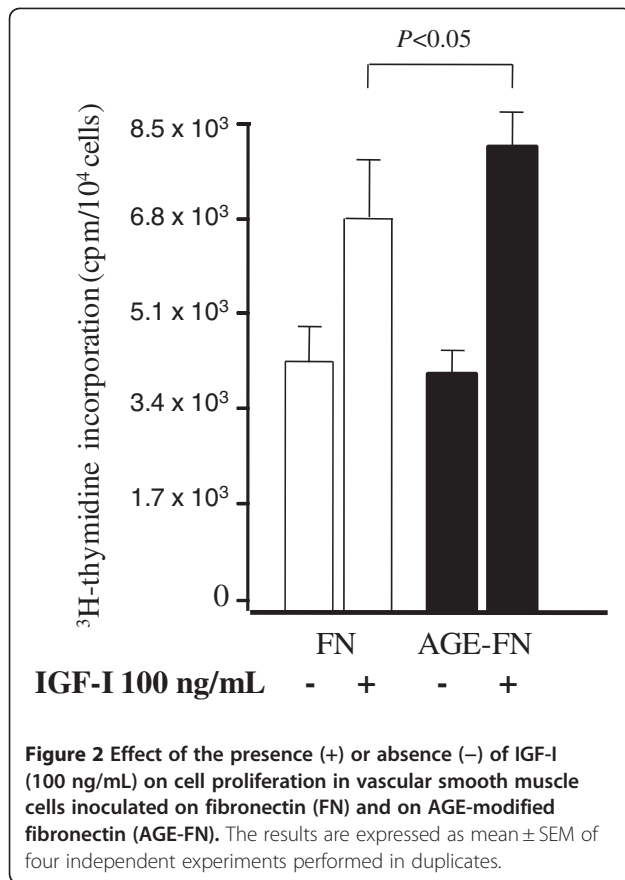 P<0.05
³H-thymidine incorporation (cpm/10⁴ cells)
8.5 x 10³
6.8 x 10³
5.1 x 10³
3.4 x 10³
1.7 x 10³
0
FN AGE-FN
IGF-I 100 ng/mL - + - +
Figure 2 Effect of the presence (+) or absence (−) of IGF-I
(100 ng/mL) on cell proliferation in vascular smooth muscle
cells inoculated on fibronectin (FN) and on AGE-modified
fibronectin (AGE-FN). The results are expressed as mean ± SEM of
four independent experiments performed in duplicates.